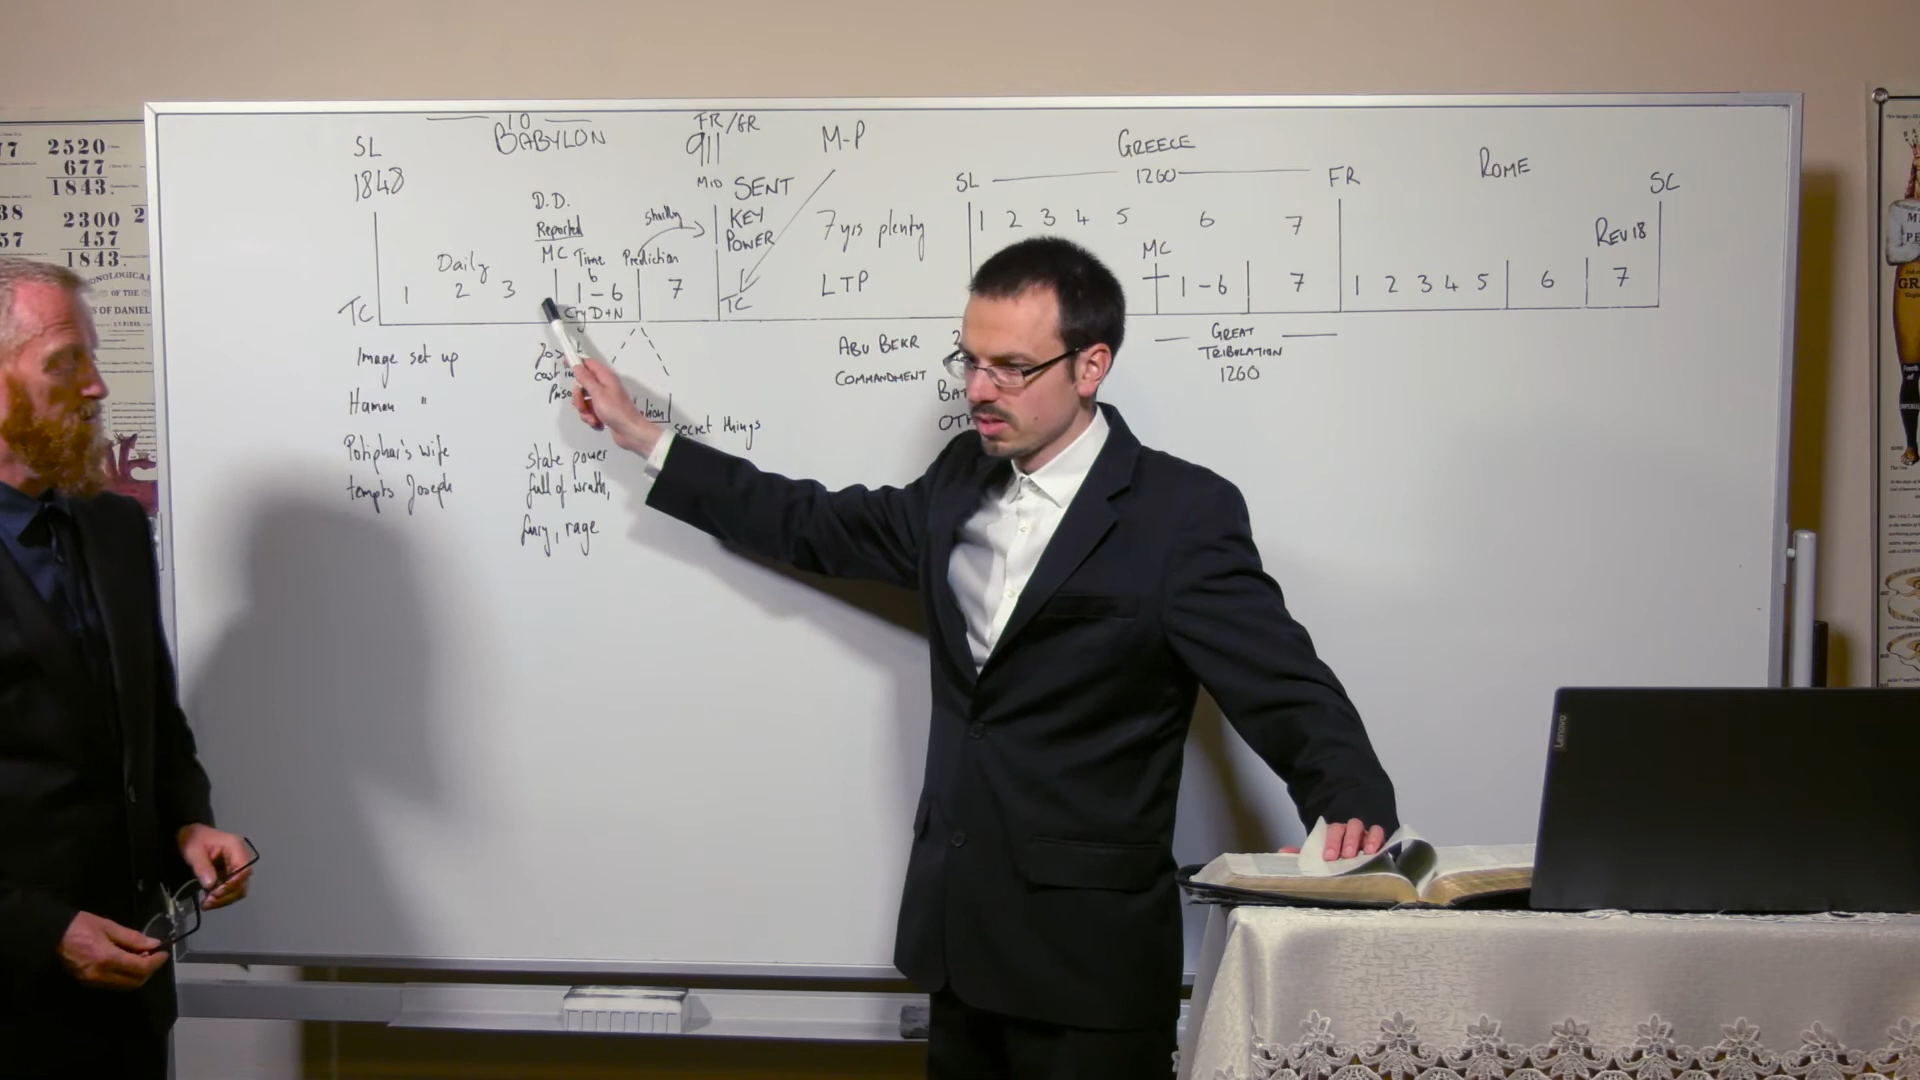 10
BABYLON
SL
1848
FR/GR
911
M-P
MID
SENT
KEY
POWER
TC
D.D.
Reported
MC
Time
Prediction
Daily
TC
1 2 3
6
1-6
Cry D+N
7
7 yrs plenty
LTP
GREECE
SL
1260
FR
1 2 3 4 5 6 7
MC
1-6
7
GREAT
TRIBULATION
1260
ROME
SC
REV 18
1 2 3 4 5 6 7
Image set up
Haman "
Potiphar's wife
tempts Joseph
state power
full of wrath,
fury, rage
secret things
ABU BEKR
COMMANDMENT
2520
677
1843
2300
457
1843
OF THE
S OF DANIEL
Lenovo